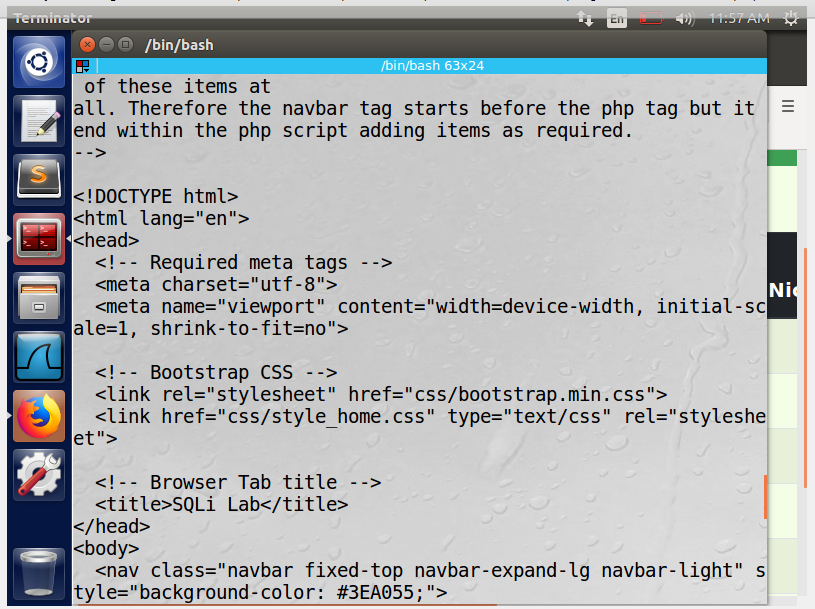 Terminator
En
11:57 AM
/bin/bash
/bin/bash 63x24
 of these items at
all. Therefore the navbar tag starts before the php tag but it
end within the php script adding items as required.
-->
<!DOCTYPE html>
<html lang="en">
<head>
  <!-- Required meta tags -->
  <meta charset="utf-8">
  <meta name="viewport" content="width=device-width, initial-sc
ale=1, shrink-to-fit=no">
  <!-- Bootstrap CSS -->
  <link rel="stylesheet" href="css/bootstrap.min.css">
  <link href="css/style_home.css" type="text/css" rel="styleshe
et">
  <!-- Browser Tab title -->
  <title>SQLi Lab</title>
</head>
<body>
  <nav class="navbar fixed-top navbar-expand-lg navbar-light" s
tyle="background-color: #3EA055;">